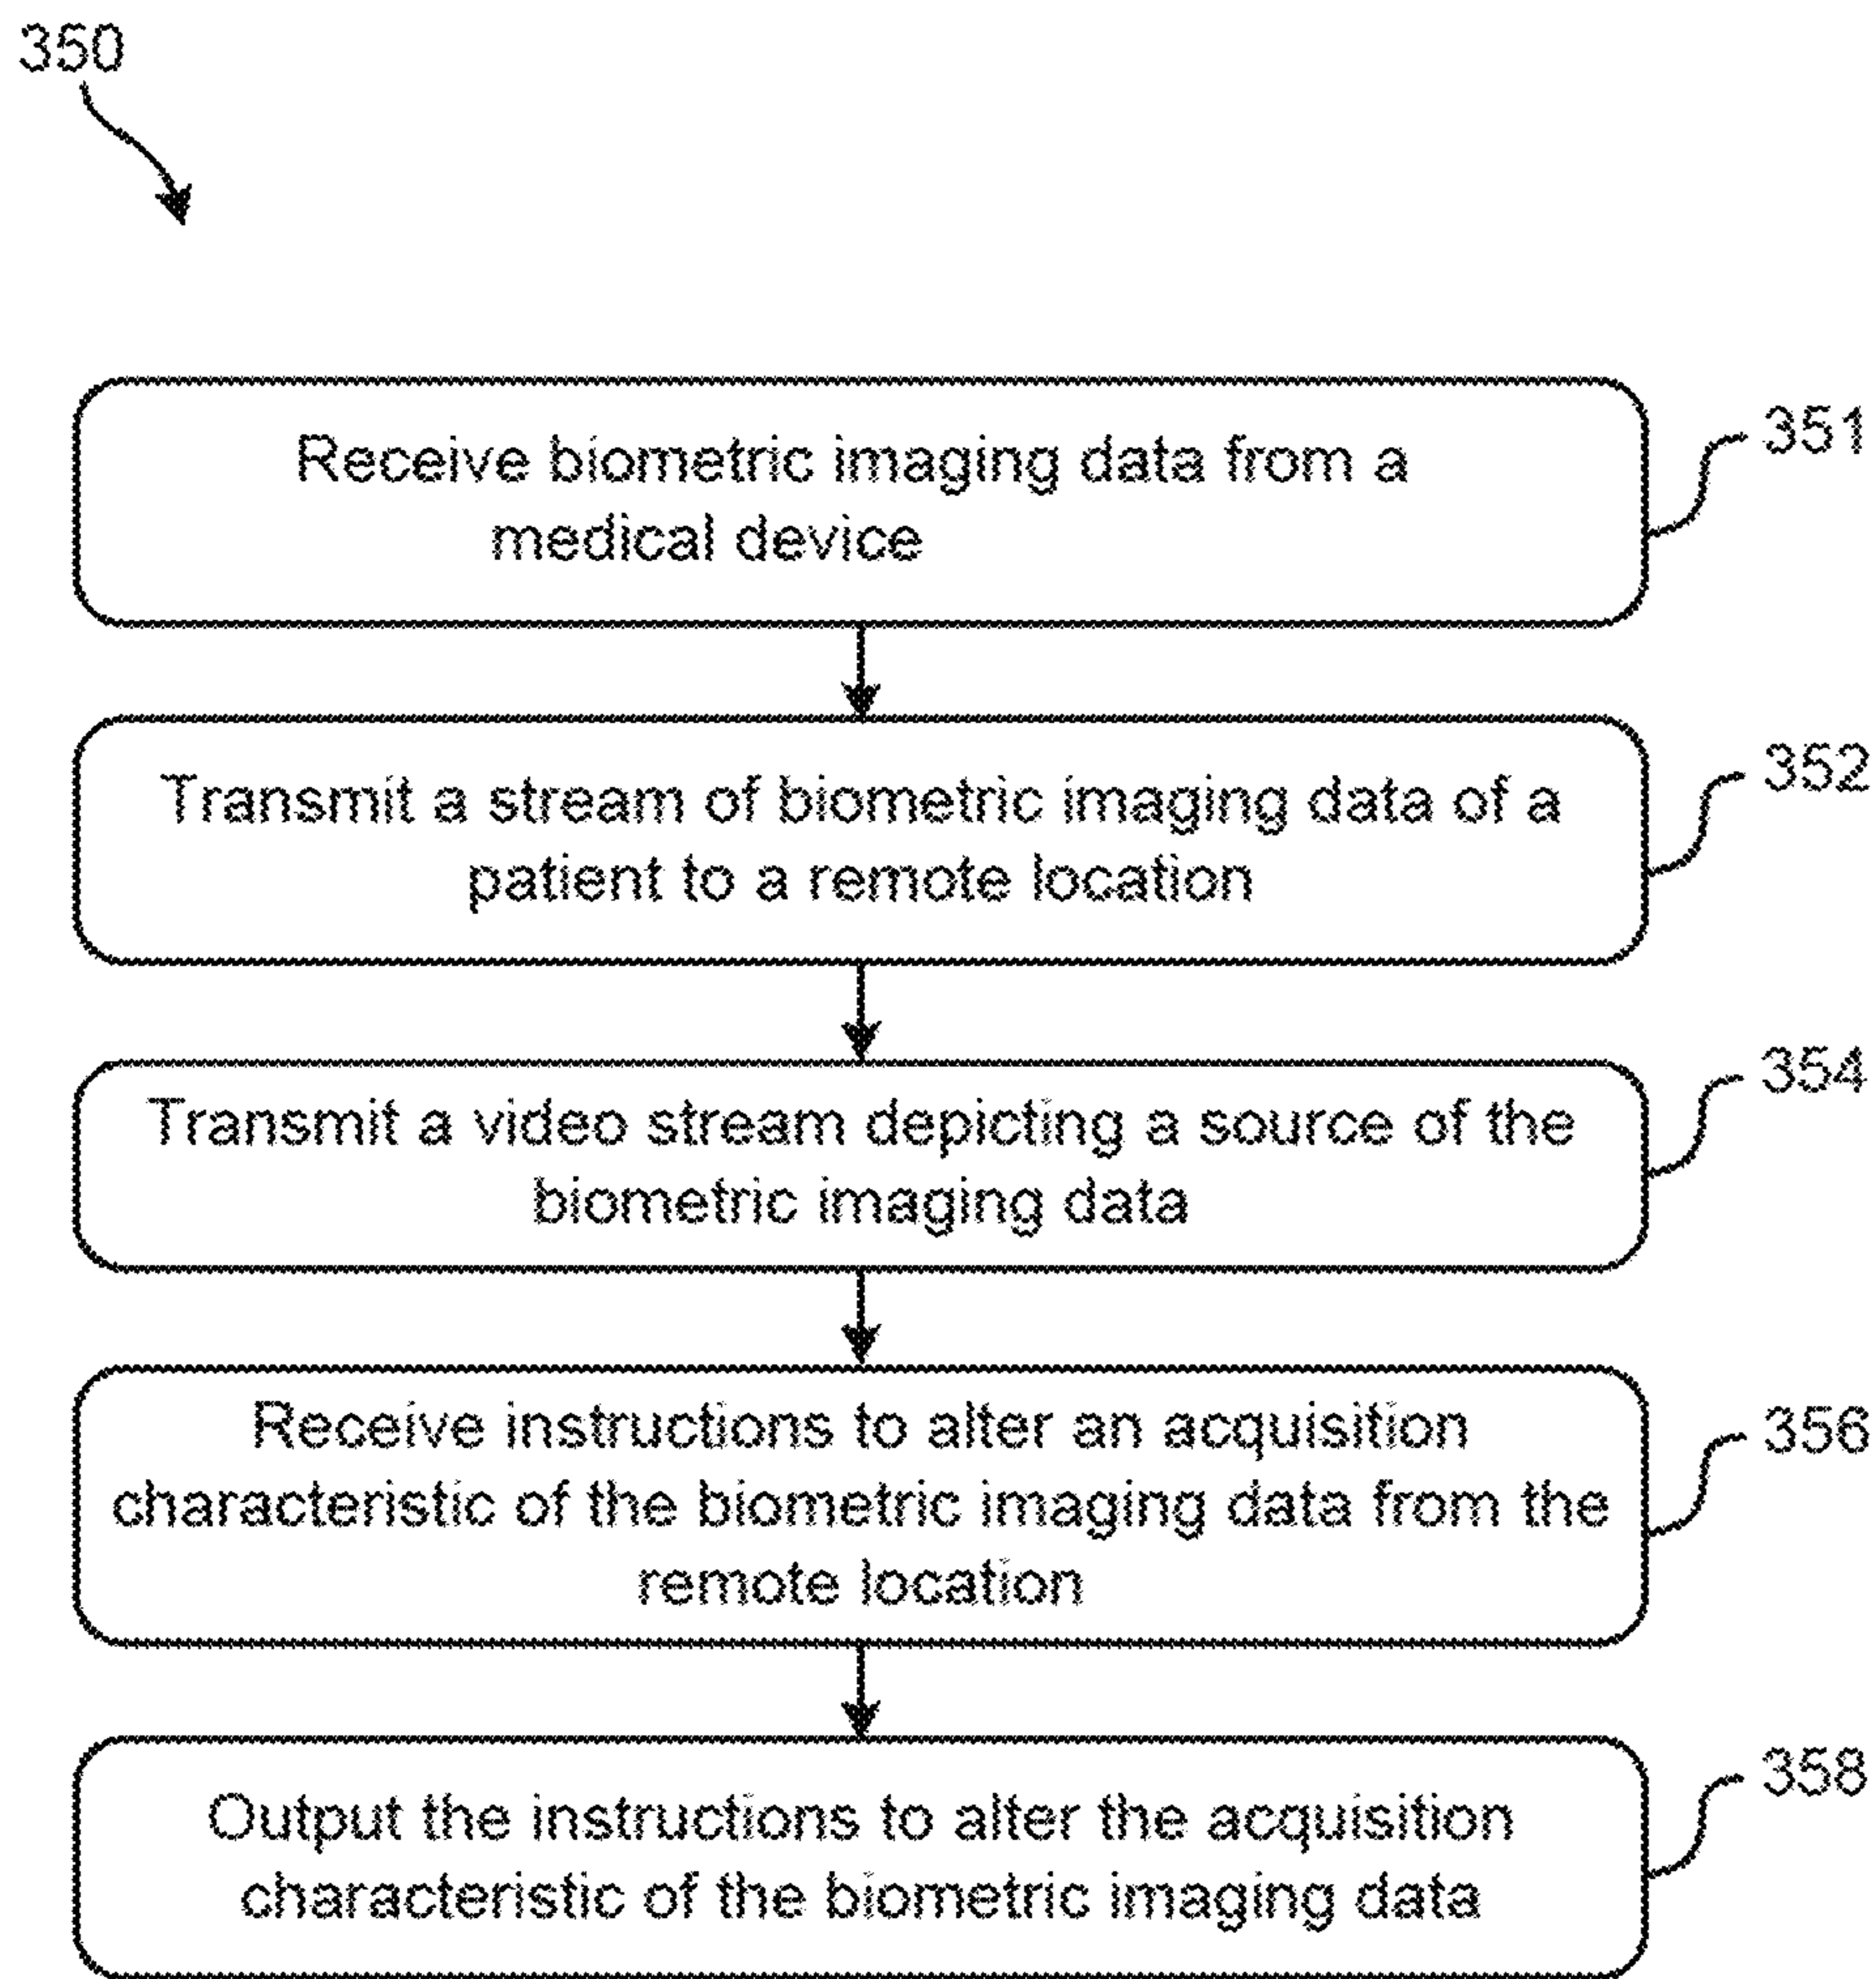 350
Receive biometric imaging data from a
medical device
351
Transmit a stream of biometric imaging data of a
patient to a remote location
352
Transmit a video stream depicting a source of the
biometric imaging data
354
Receive instructions to alter an acquisition
characteristic of the biometric imaging data from the
remote location
356
Output the instructions to alter the acquisition
characteristic of the biometric imaging data
358